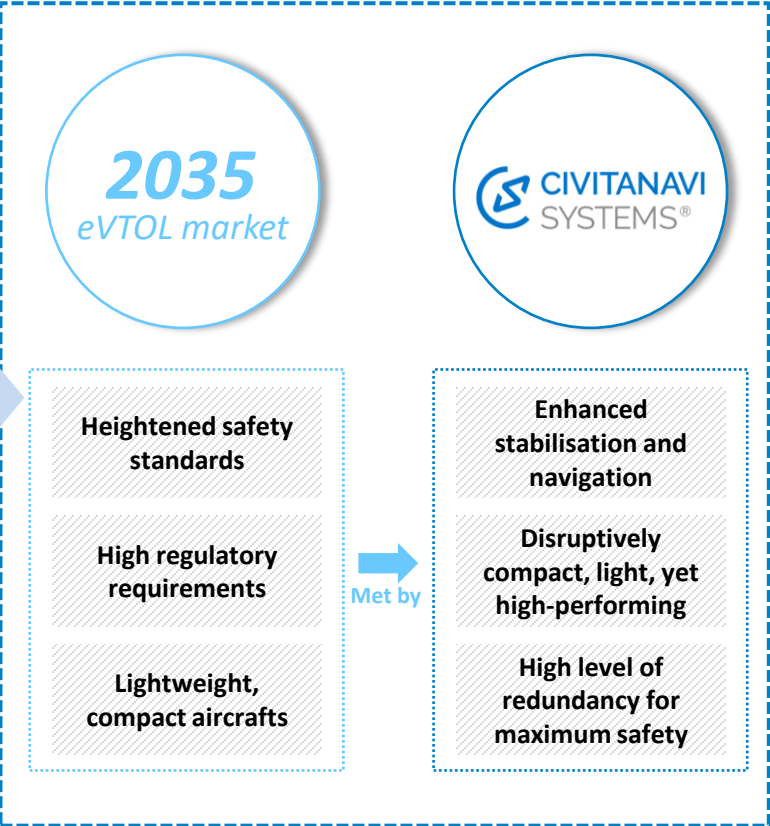 2035
eVTOL market
CIVITANAVI
SYSTEMS®
Heightened safety
standards
High regulatory
requirements
Lightweight,
compact aircrafts
Met by
Enhanced
stabilisation and
navigation
Disruptively
compact, light, yet
high-performing
High level of
redundancy for
maximum safety